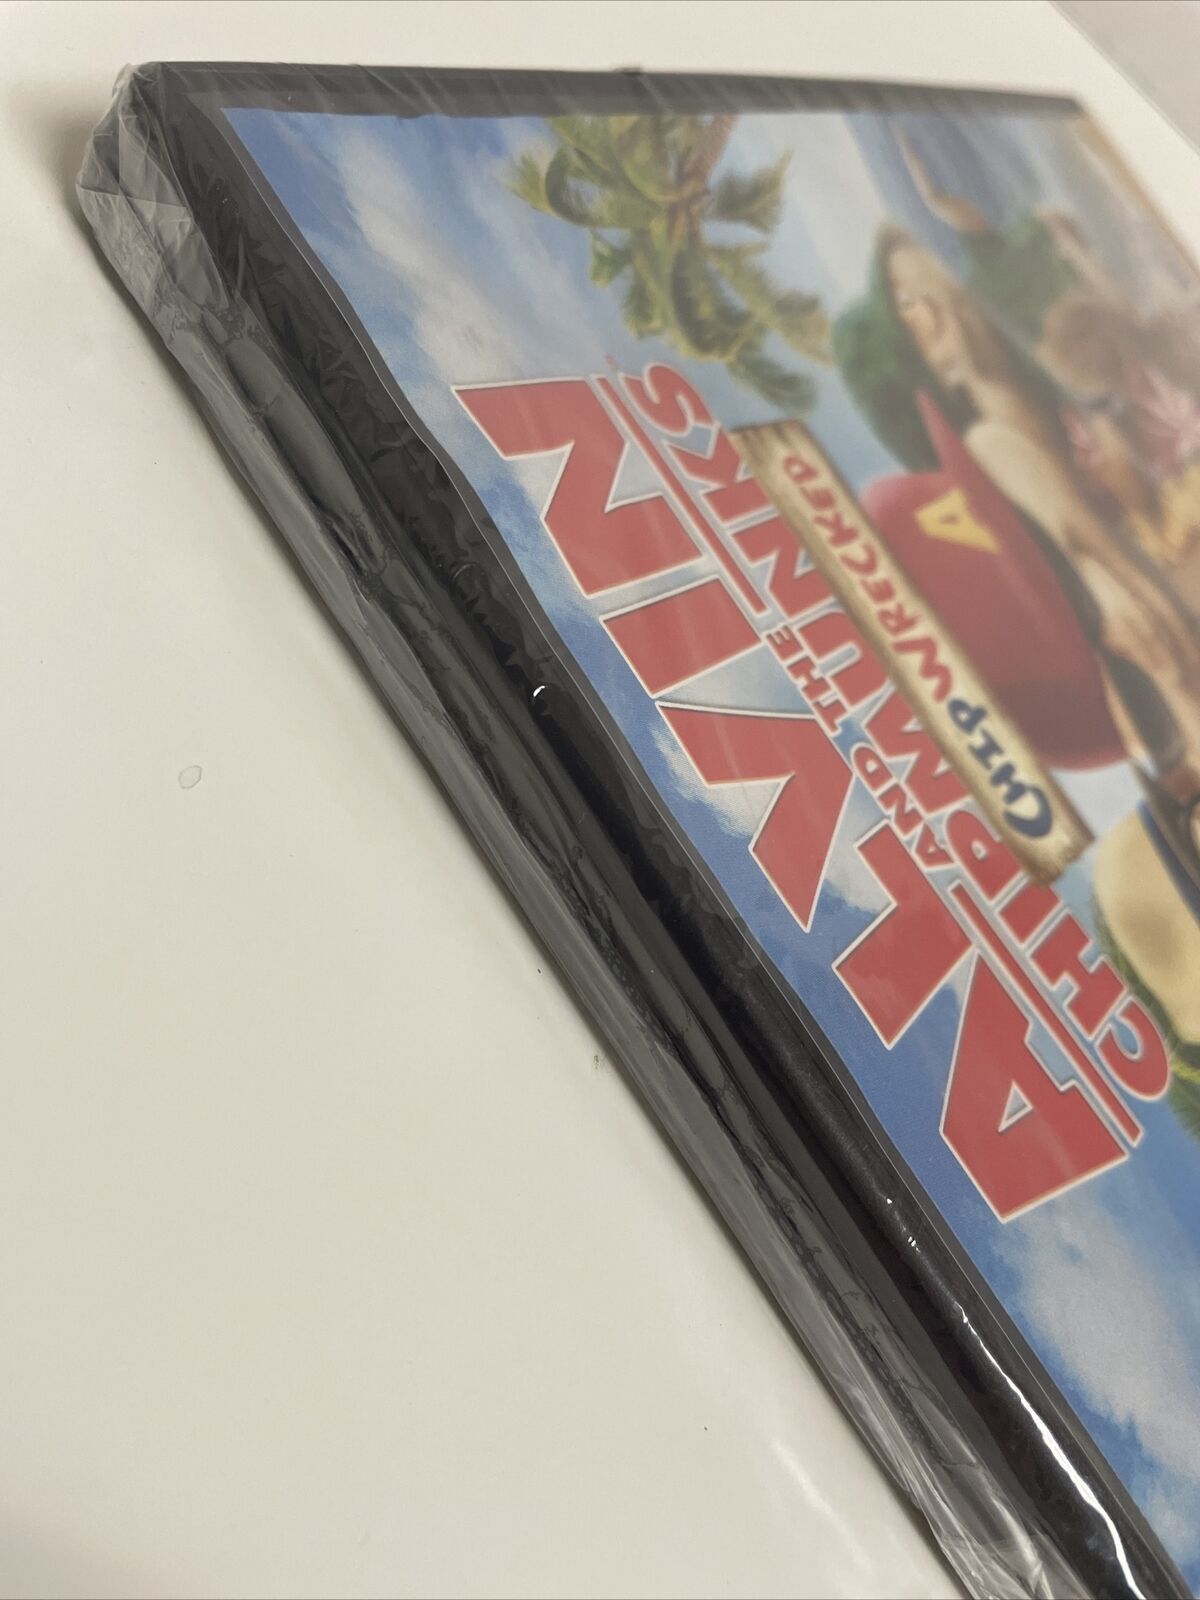 ALVIN
AND THE
CHIPMUNKS
CHIPWRECKED
A